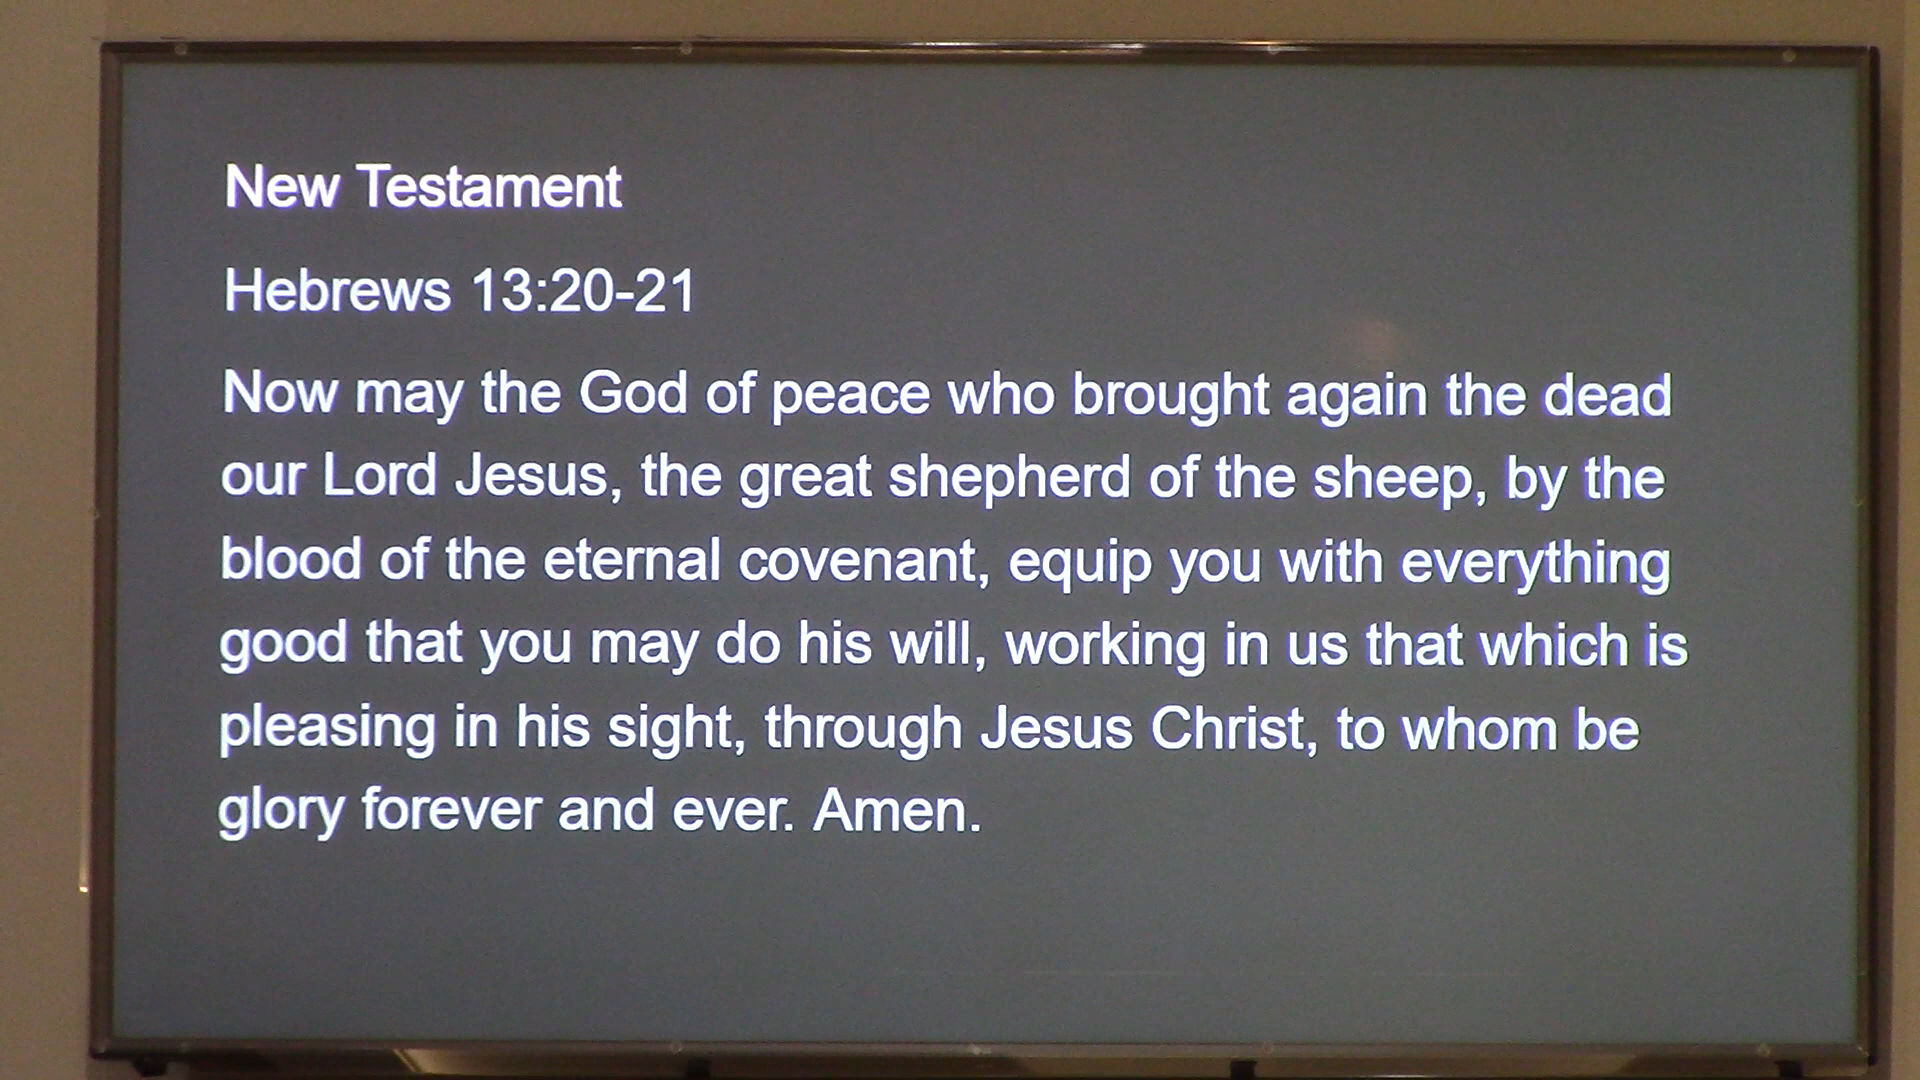 New Testament
Hebrews 13:20-21
Now may the God of peace who brought again the dead
our Lord Jesus, the great shepherd of the sheep, by the
blood of the eternal covenant, equip you with everything
good that you may do his will, working in us that which is
pleasing in his sight, through Jesus Christ, to whom be
glory forever and ever. Amen.